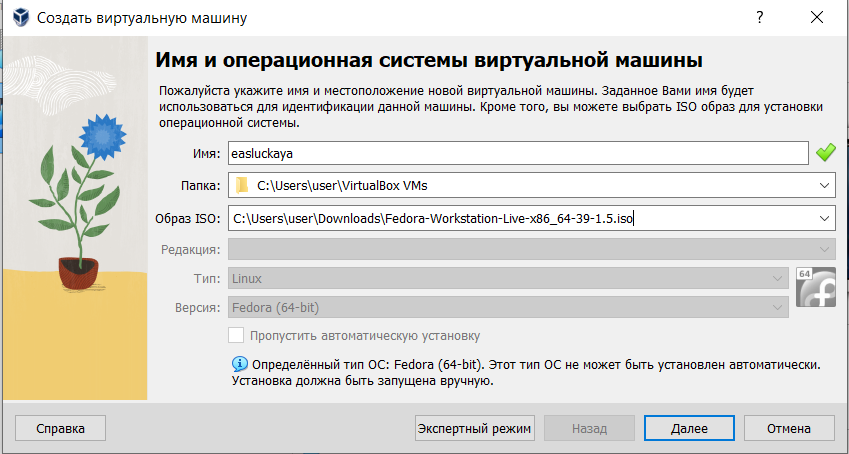 Создать виртуальную машину
Имя и операционная системы виртуальной машины
Пожалуйста укажите имя и местоположение новой виртуальной машины. Заданное Вами имя будет
использоваться для идентификации данной машины. Кроме того, вы можете выбрать ISO образ для установки
операционной системы.
Имя: easluckaya
Папка: C:\Users\user\VirtualBox VMs
Образ ISO: C:\Users\user\Downloads\Fedora-Workstation-Live-x86_64-39-1.5.iso
Редакция:
Тип: Linux
64
Версия: Fedora (64-bit)
Пропустить автоматическую установку
Определённый тип ОС: Fedora (64-bit). Этот тип ОС не может быть установлен автоматически.
Установка должна быть запущена вручную.
Справка Экспертный режим Назад Далее Отмена